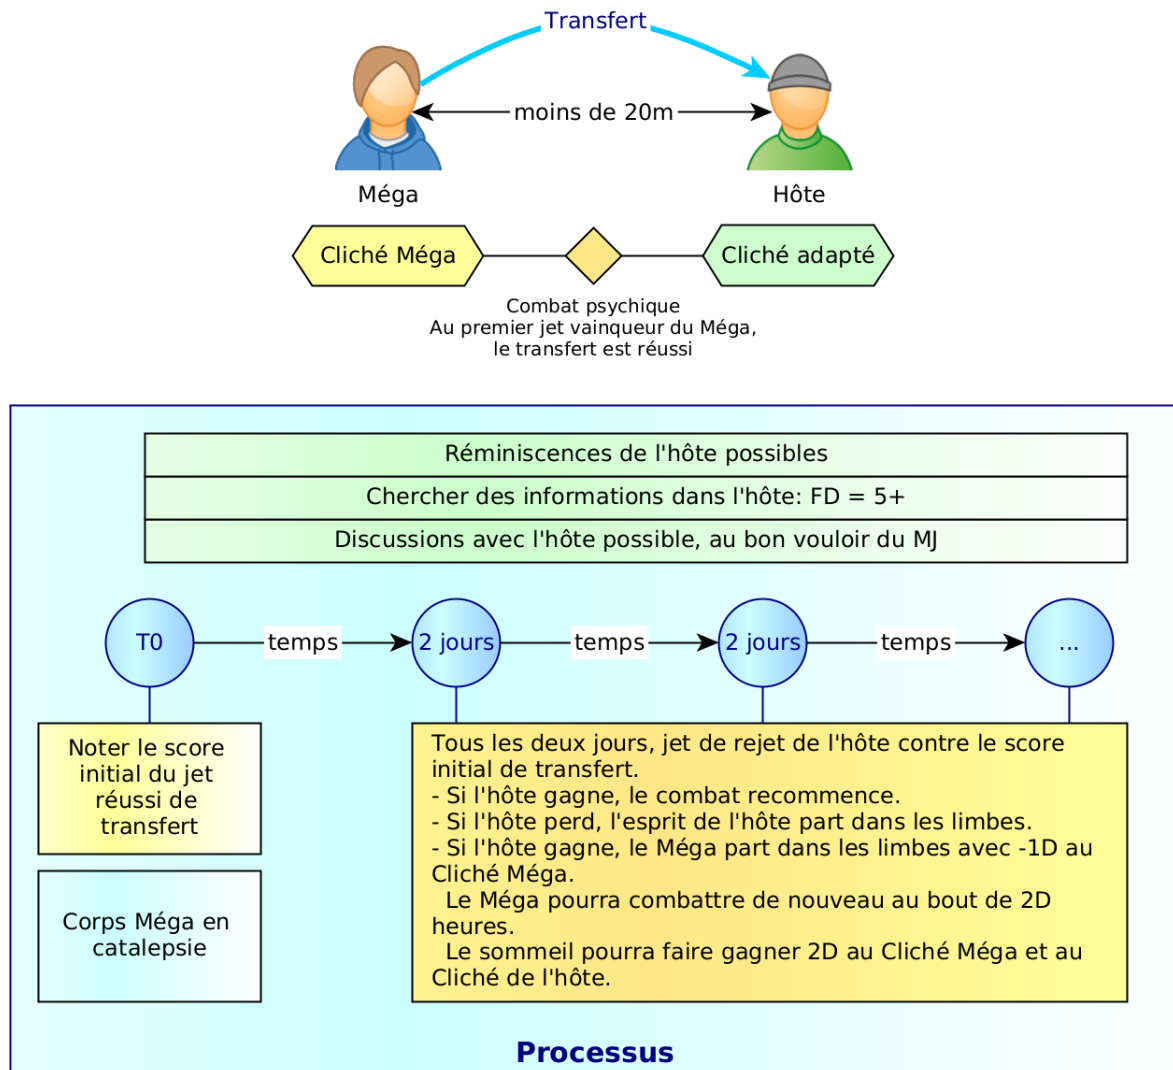 Transfert
moins de 20m
Méga
Hôte
Cliché Méga
Cliché adapté
Combat psychique
Au premier jet vainqueur du Méga,
le transfert est réussi
Réminiscences de l'hôte possibles
Chercher des informations dans l'hôte: FD = 5+
Discussions avec l'hôte possible, au bon vouloir du MJ
T0
temps
2 jours
temps
2 jours
temps
...
Noter le score
initial du jet
réussi de
transfert
Corps Méga en
catalepsie
Tous les deux jours, jet de rejet de l'hôte contre le score
initial de transfert.
- Si l'hôte gagne, le combat recommence.
- Si l'hôte perd, l'esprit de l'hôte part dans les limbes.
- Si l'hôte gagne, le Méga part dans les limbes avec -1D au
Cliché Méga.
Le Méga pourra combattre de nouveau au bout de 2D
heures.
Le sommeil pourra faire gagner 2D au Cliché Méga et au
Cliché de l'hôte.
Processus